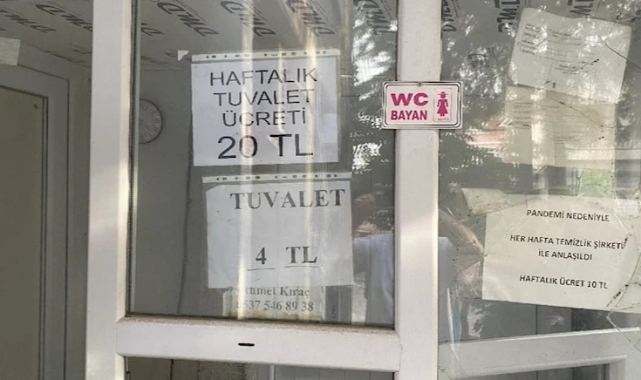 HAFTALIK
TUVALET
ÜCRETİ
20 TL
TUVALET
4 TL
Kıraç
537 546 89 38
WC
BAYAN
PANDEMİ NEDENİYLE
HER HAFTA TEMİZLİK ŞİRKETİ
İLE ANLAŞILDI
HAFTALIK ÜCRET 10 TL